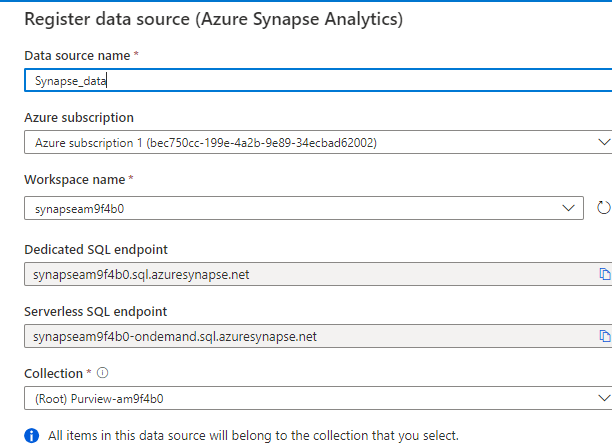 Register data source (Azure Synapse Analytics)
Data source name *
Synapse_data
Azure subscription
Azure subscription 1 (bec750cc-199e-4a2b-9e89-34ecbad62002)
Workspace name *
synapseam9f4b0
Dedicated SQL endpoint
synapseam9f4b0.sql.azuresynapse.net
Serverless SQL endpoint
synapseam9f4b0-ondemand.sql.azuresynapse.net
Collection *
(Root) Purview-am9f4b0
All items in this data source will belong to the collection that you select.